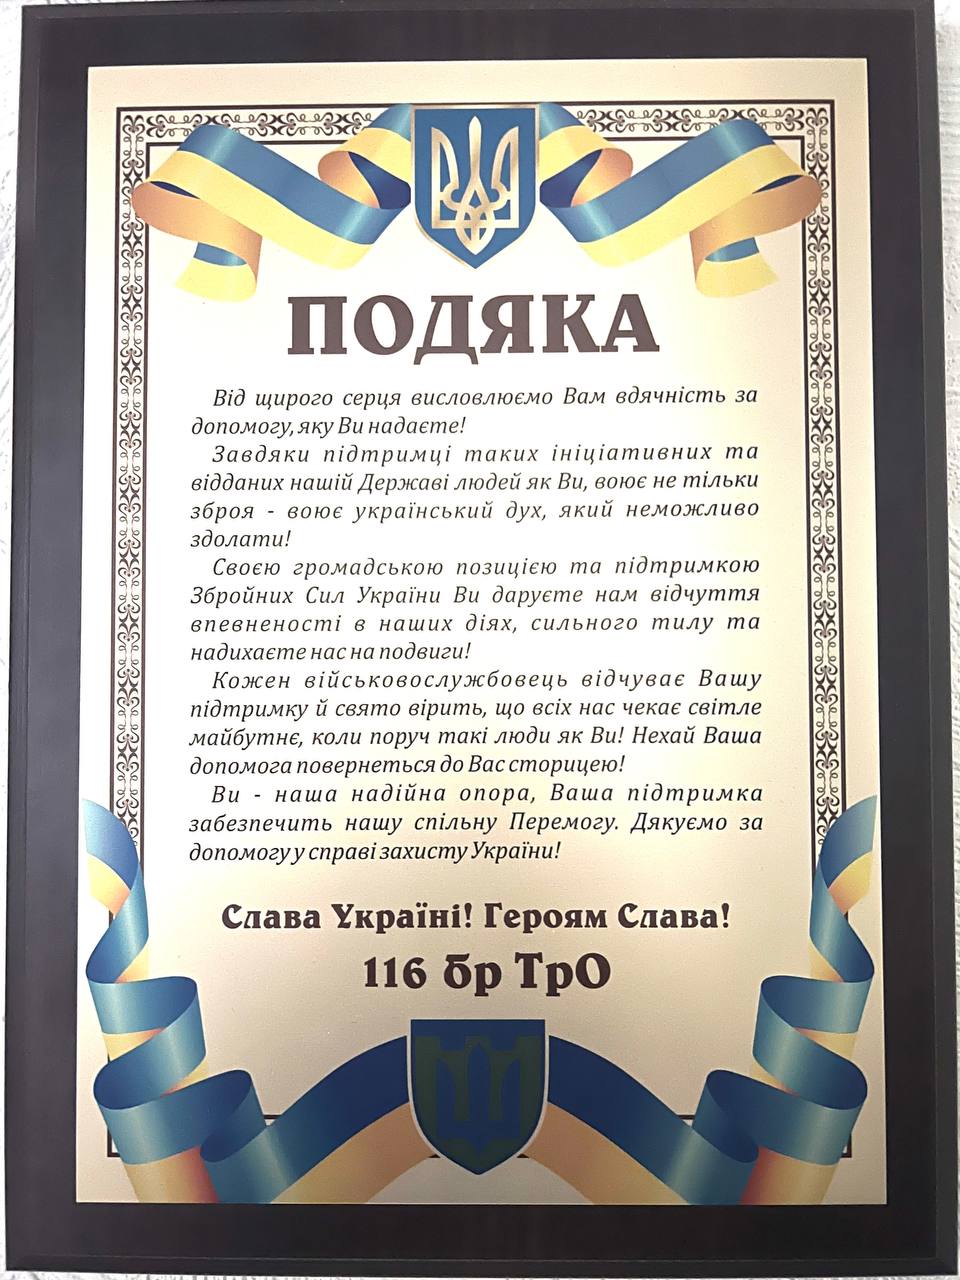 ПОДЯКА
Від щирого серця висловлюємо Вам вдячність за
допомогу, яку Ви надаєте!
Завдяки підтримці таких ініціативних та
відданих нашій Державі людей як Ви, воює не тільки
зброя - воює український дух, який неможливо
здолати!
Своєю громадською позицією та підтримкою
Збройних Сил України Ви даруєте нам відчуття
впевненості в наших діях, сильного тилу та
надихаєте нас на подвиги!
Кожен військовослужбовець відчуває Вашу
підтримку й свято вірить, що всіх нас чекає світле
майбутнє, коли поруч такі люди як Ви! Нехай Ваша
допомога повернеться до Вас сторицею!
Ви - наша надійна опора, Ваша підтримка
забезпечить нашу спільну Перемогу. Дякуємо за
допомогу у справі захисту України!
Слава Україні! Героям Слава!
116 бр ТрО